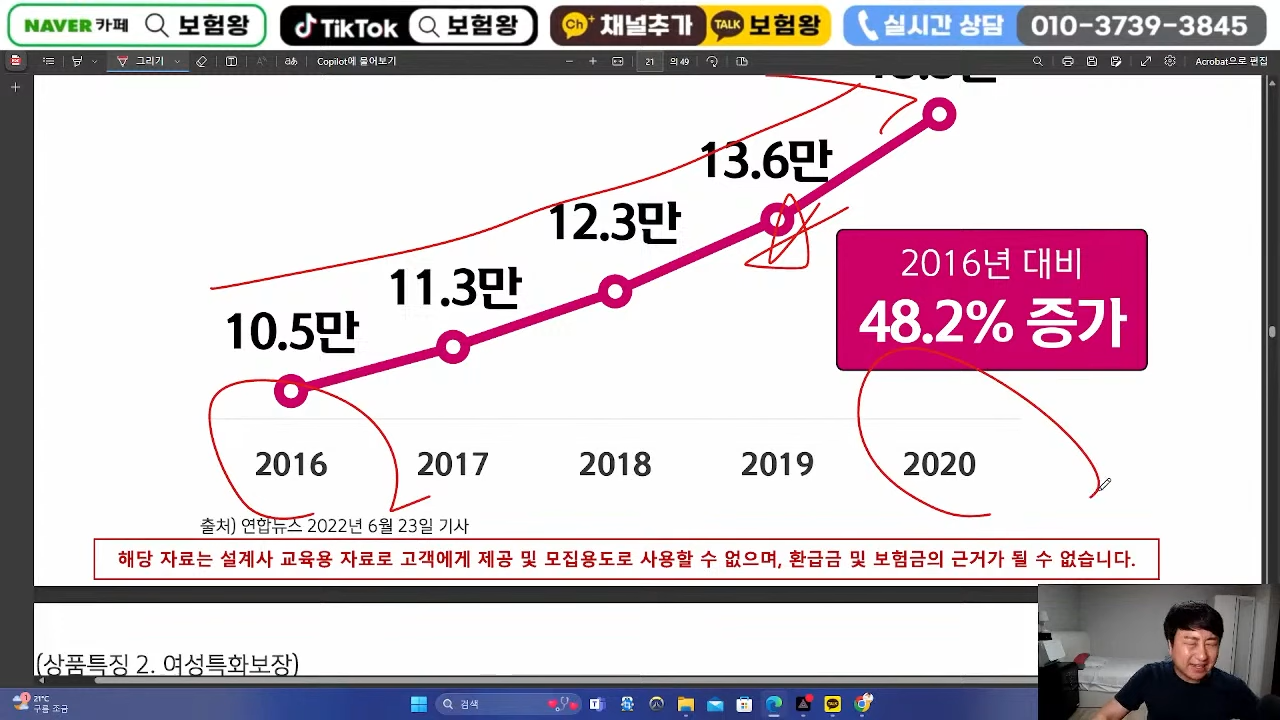 NAVER 카페 보험왕
TikTok 보험왕
Ch+ 채널추가 TALK 보험왕
실시간 상담 010-3739-3845
그리기 Copilot에 물어보기 21 의 49 Acrobat으로 편집
13.6만
12.3만
11.3만
10.5만
2016년 대비
48.2% 증가
2016 2017 2018 2019 2020
출처) 연합뉴스 2022년 6월 23일 기사
해당 자료는 설계사 교육용 자료로 고객에게 제공 및 모집용도로 사용할 수 없으며, 환급금 및 보험금의 근거가 될 수 없습니다.
(상품특징 2. 여성특화보장)
21°C
구름 조금
검색
TALK